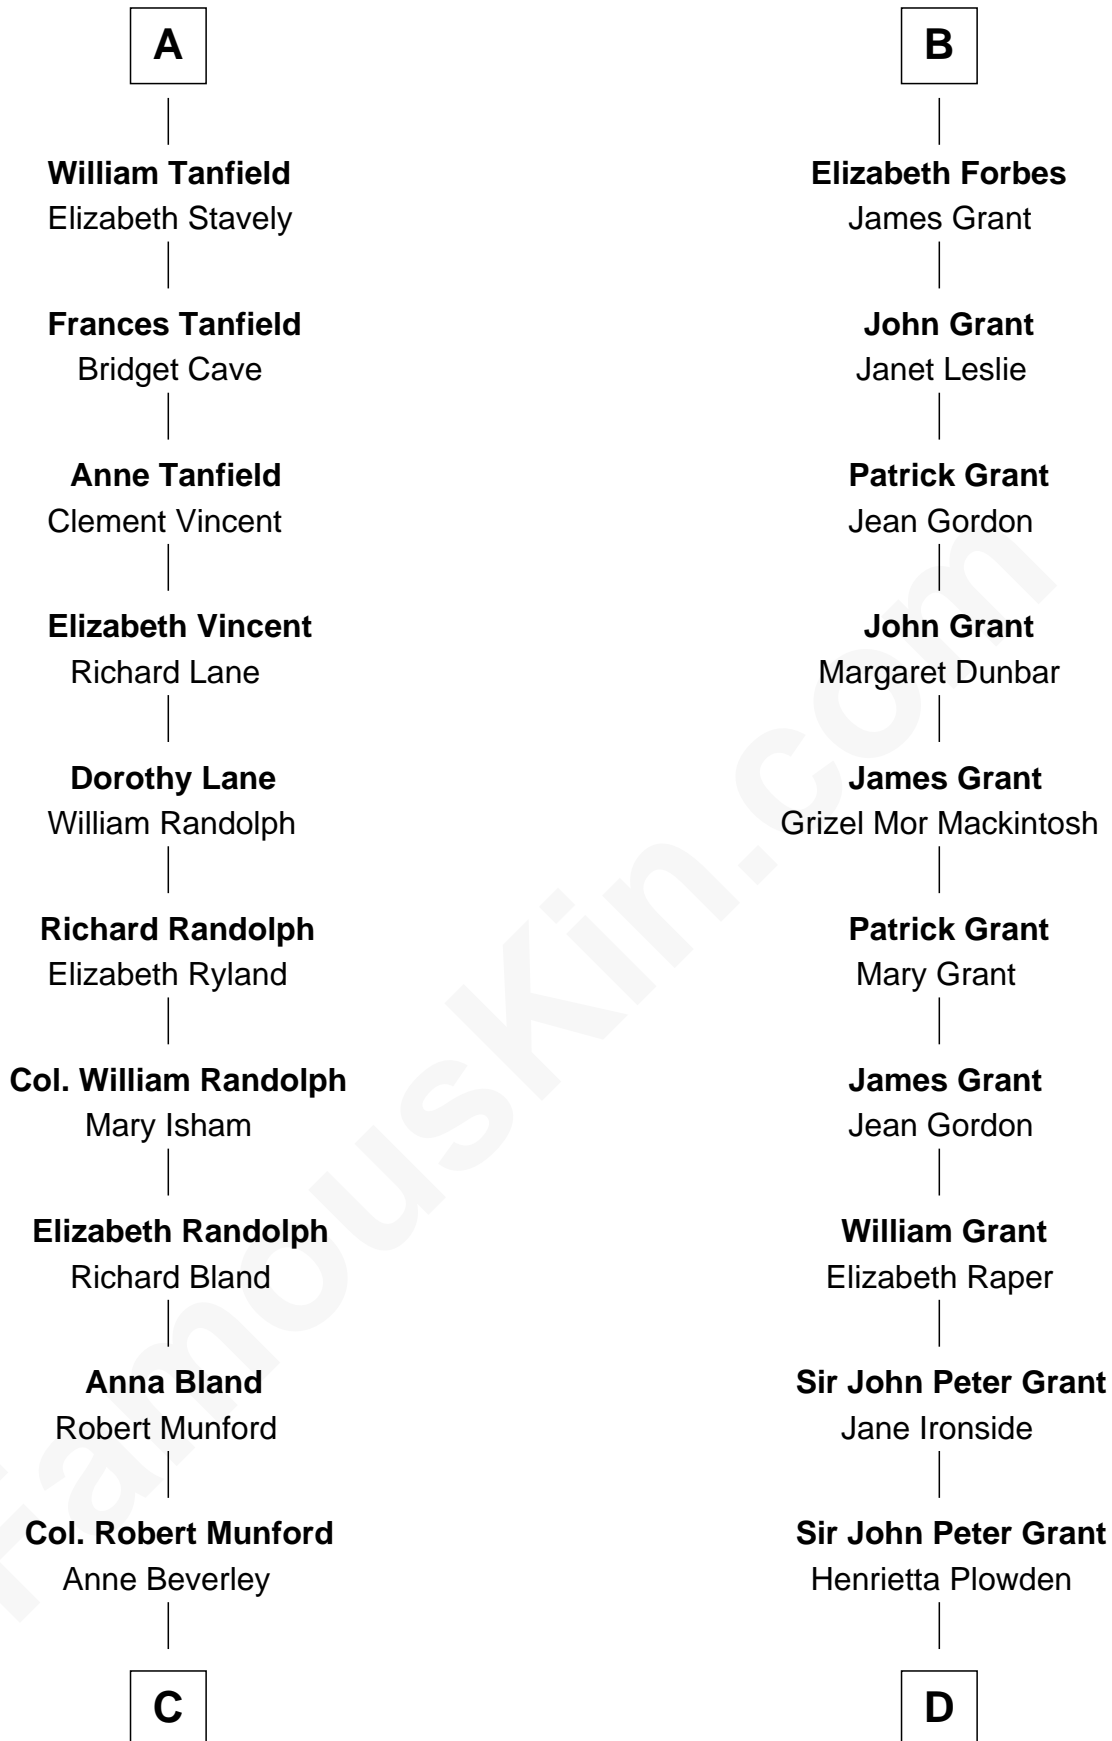 A
William Tanfield
Elizabeth Stavely
Frances Tanfield
Bridget Cave
Anne Tanfield
Clement Vincent
Elizabeth Vincent
Richard Lane
Dorothy Lane
William Randolph
Richard Randolph
Elizabeth Ryland
Col. William Randolph
Mary Isham
Elizabeth Randolph
Richard Bland
Anna Bland
Robert Munford
Col. Robert Munford
Anne Beverley
C
B
Elizabeth Forbes
James Grant
John Grant
Janet Leslie
Patrick Grant
Jean Gordon
John Grant
Margaret Dunbar
James Grant
Grizel Mor Mackintosh
Patrick Grant
Mary Grant
James Grant
Jean Gordon
William Grant
Elizabeth Raper
Sir John Peter Grant
Jane Ironside
Sir John Peter Grant
Henrietta Plowden
D
FamousKin.com